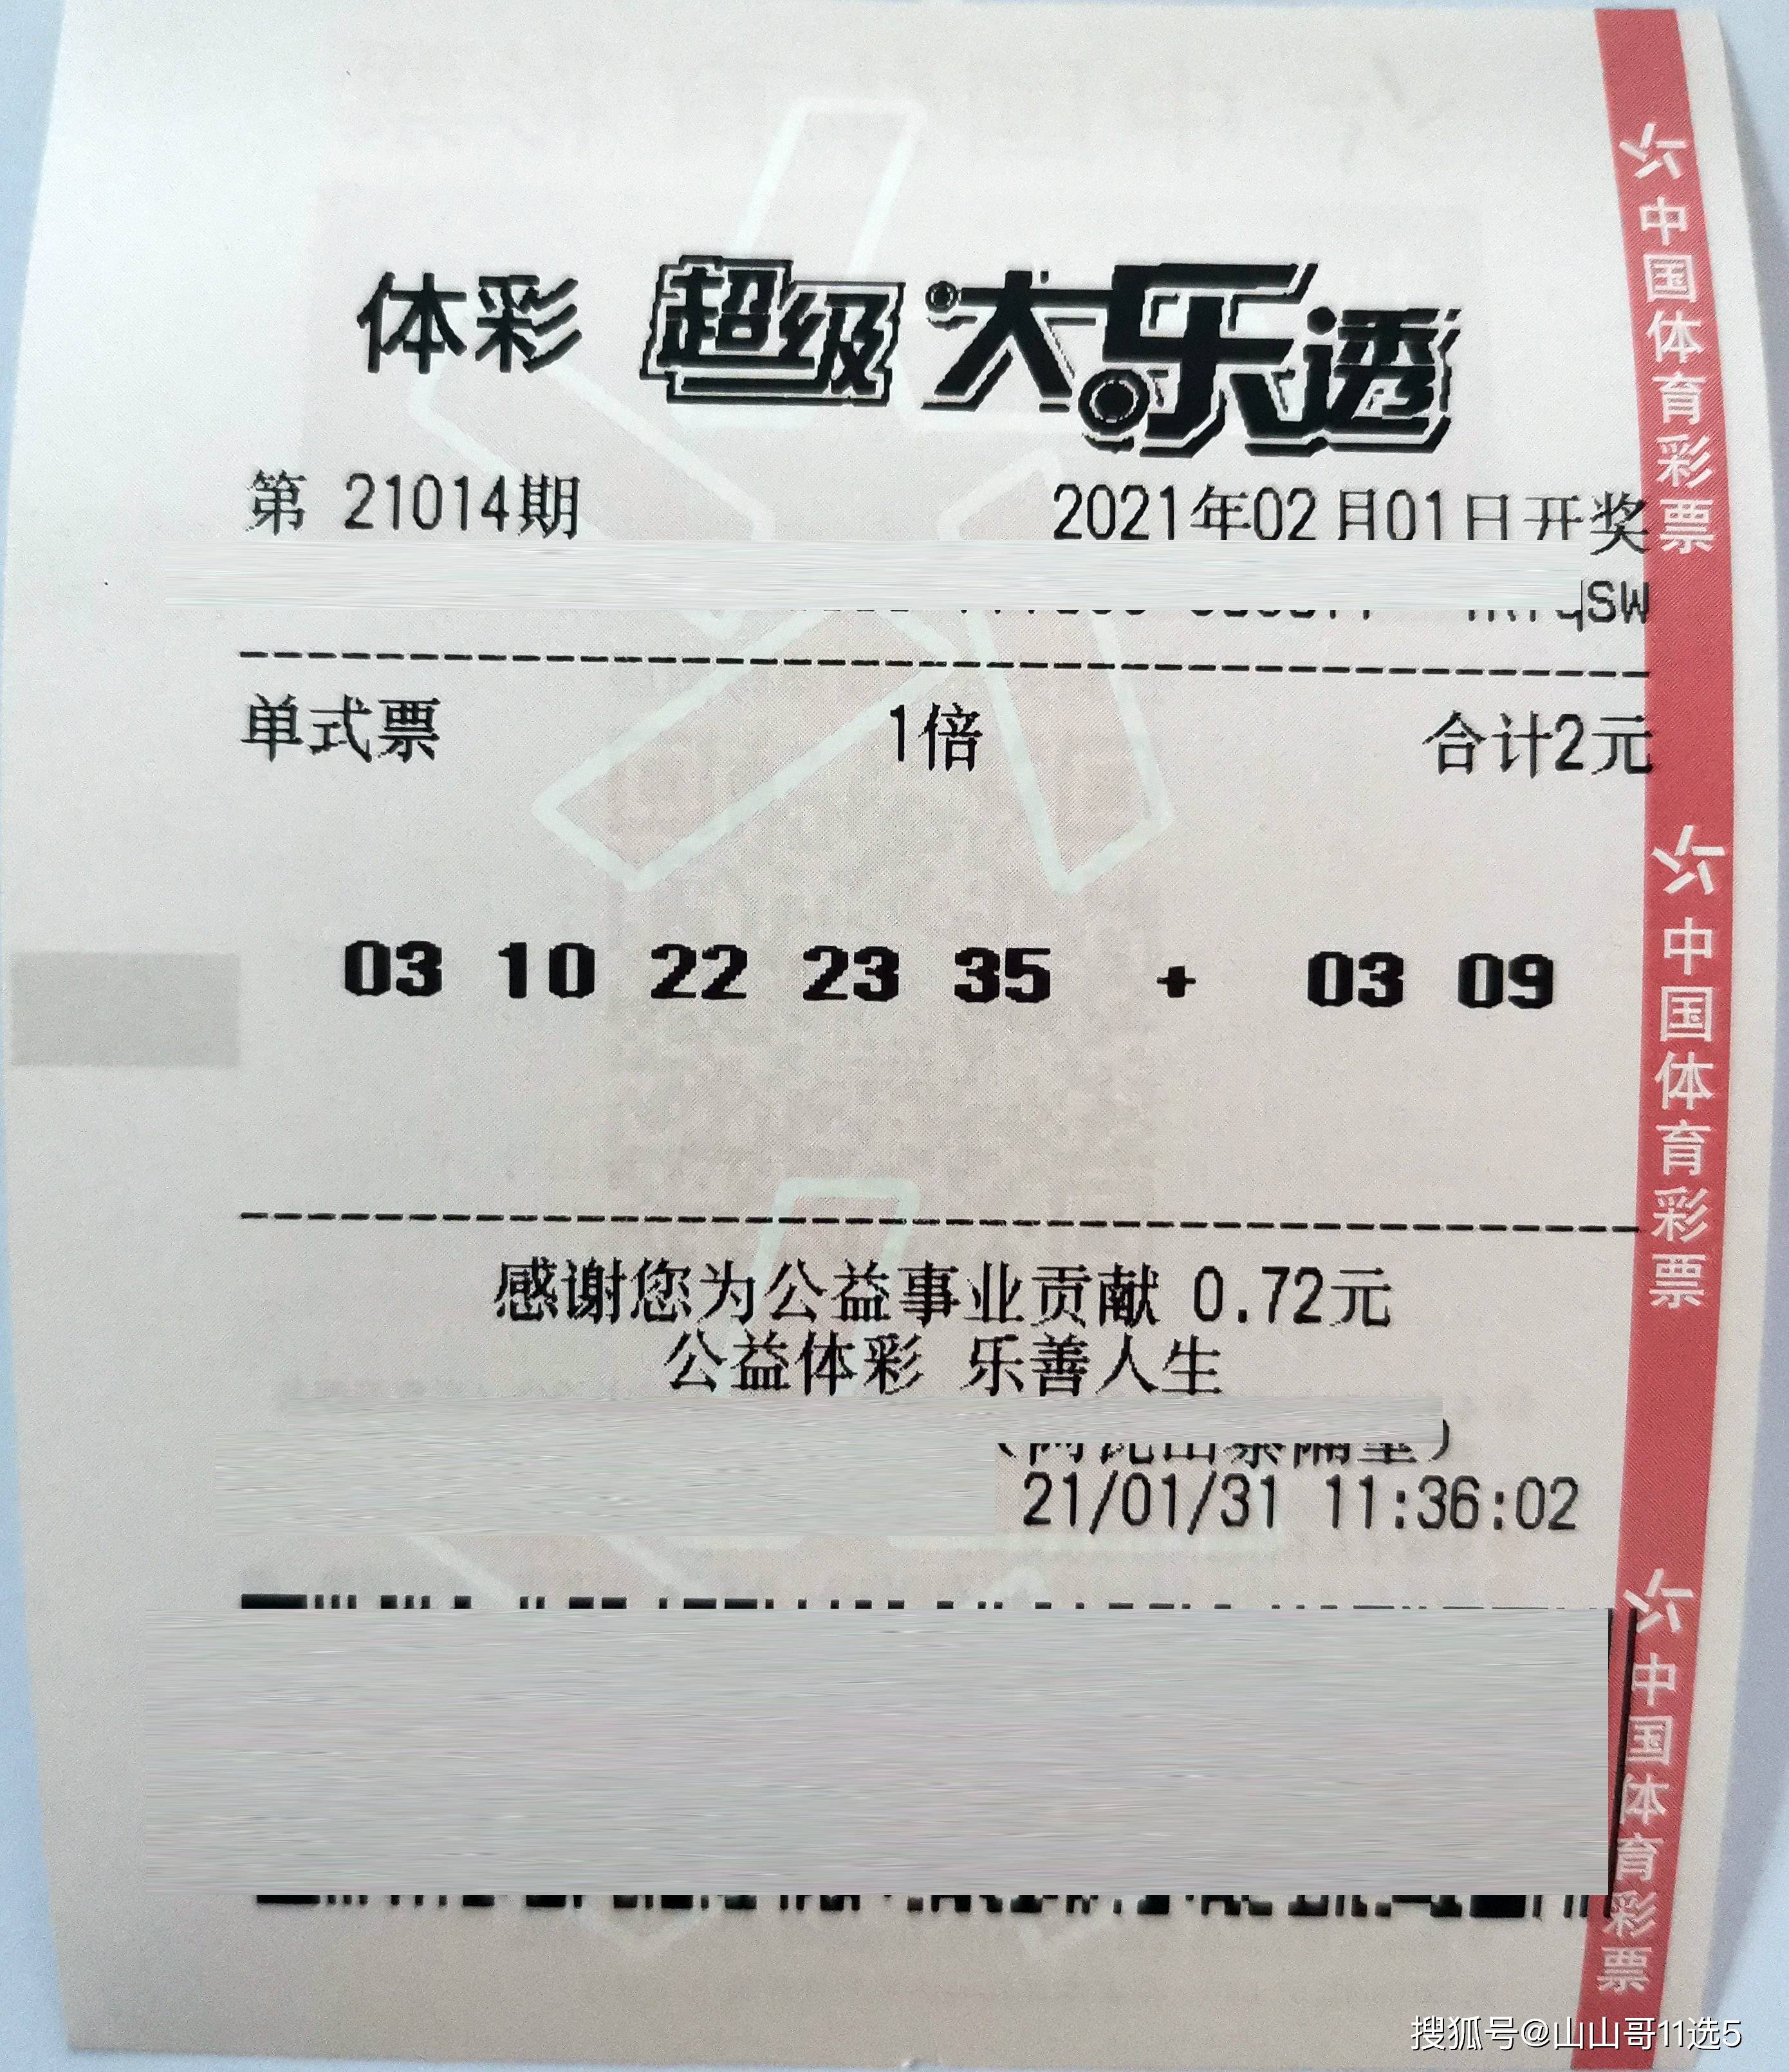 体彩 超级大乐透
第 21014期 2021年02月01日开奖
SW
单式票 1倍 合计2元
03 10 22 23 35 + 03 09
感谢您为公益事业贡献 0.72元
公益体彩 乐善人生
21/01/31 11:36:02
中国体育彩票
中国体育彩票
中国体育彩票
搜狐号@山山哥11选5